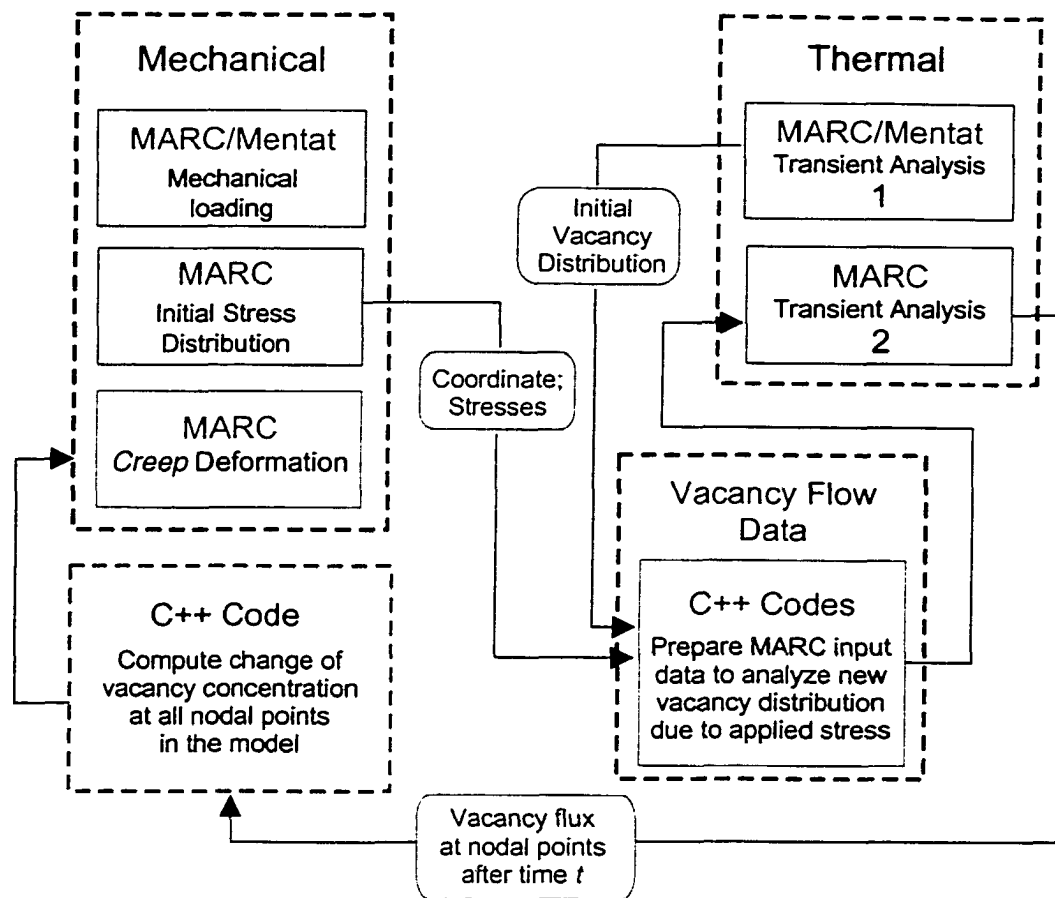 Mechanical
MARC/Mentat
Mechanical
loading
MARC
Initial Stress
Distribution
MARC
Creep Deformation
C++ Code
Compute change of
vacancy concentration
at all nodal points
in the model
Initial
Vacancy
Distribution
Coordinate;
Stresses
Thermal
MARC/Mentat
Transient Analysis
1
MARC
Transient Analysis
2
Vacancy Flow
Data
C++ Codes
Prepare MARC input
data to analyze new
vacancy distribution
due to applied stress
Vacancy flux
at nodal points
after time t